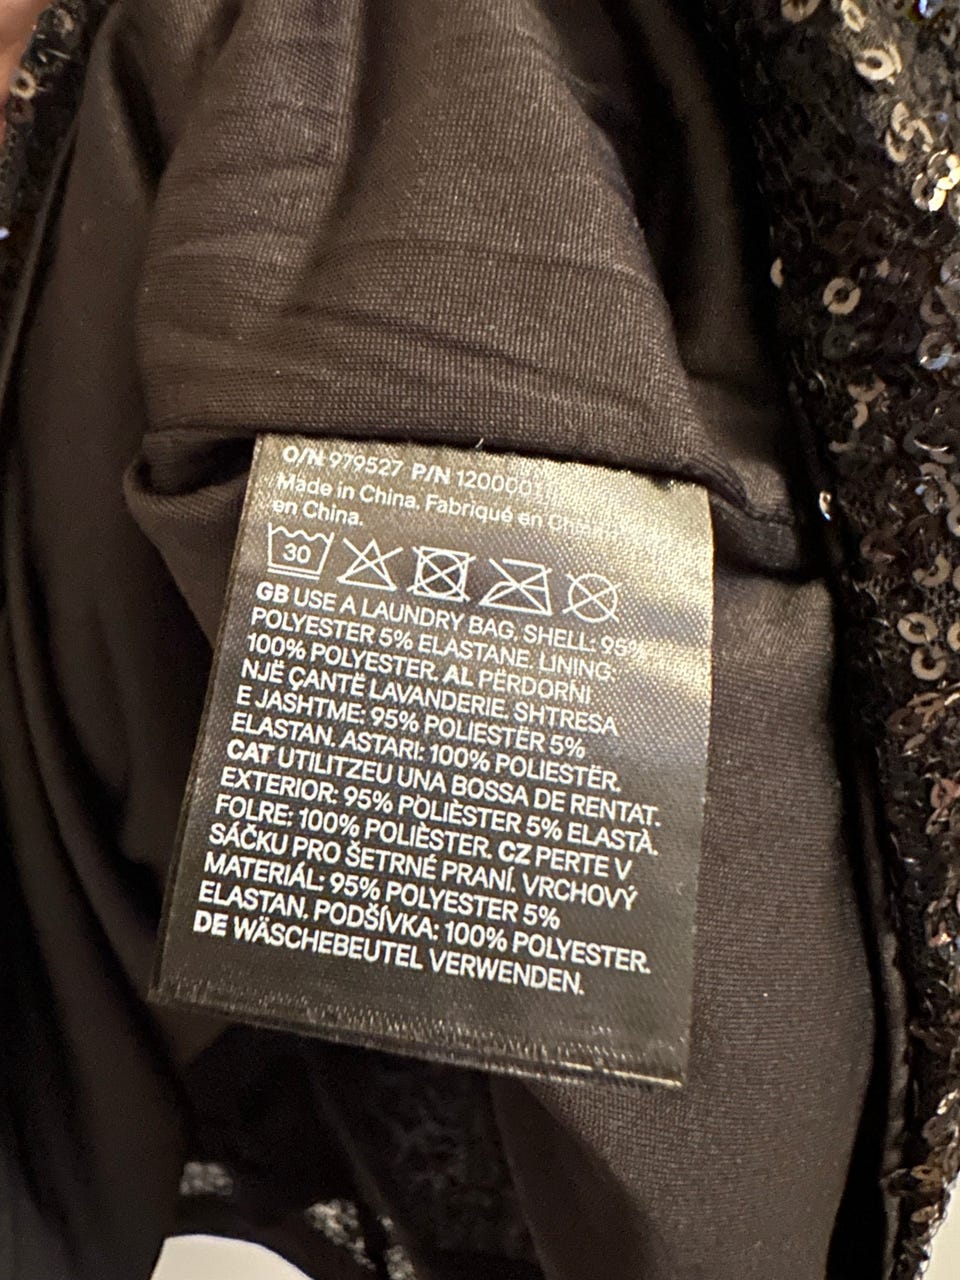 O/N 979527 P/N
Made in China. Fabriqué en
en China.
30
GB USE A LAUNDRY BAG. SHELL: 95%
POLYESTER 5% ELASTANE. LINING:
100% POLYESTER. AL PËRDORNI
NJË ÇANTË LAVANDERIE. SHTRESA
E JASHTME: 95% POLIESTËR 5%
ELASTAN. ASTARI: 100% POLIESTËR.
CAT UTILITZEU UNA BOSSA DE RENTAT.
EXTERIOR: 95% POLIÈSTER 5% ELASTÀ.
FOLRE: 100% POLIÈSTER. CZ PERTE V
SÁČKU PRO ŠETRNÉ PRANÍ. VRCHOVÝ
MATERIÁL: 95% POLYESTER 5%
ELASTAN. PODŠÍVKA: 100% POLYESTER.
DE WÄSCHEBEUTEL VERWENDEN.